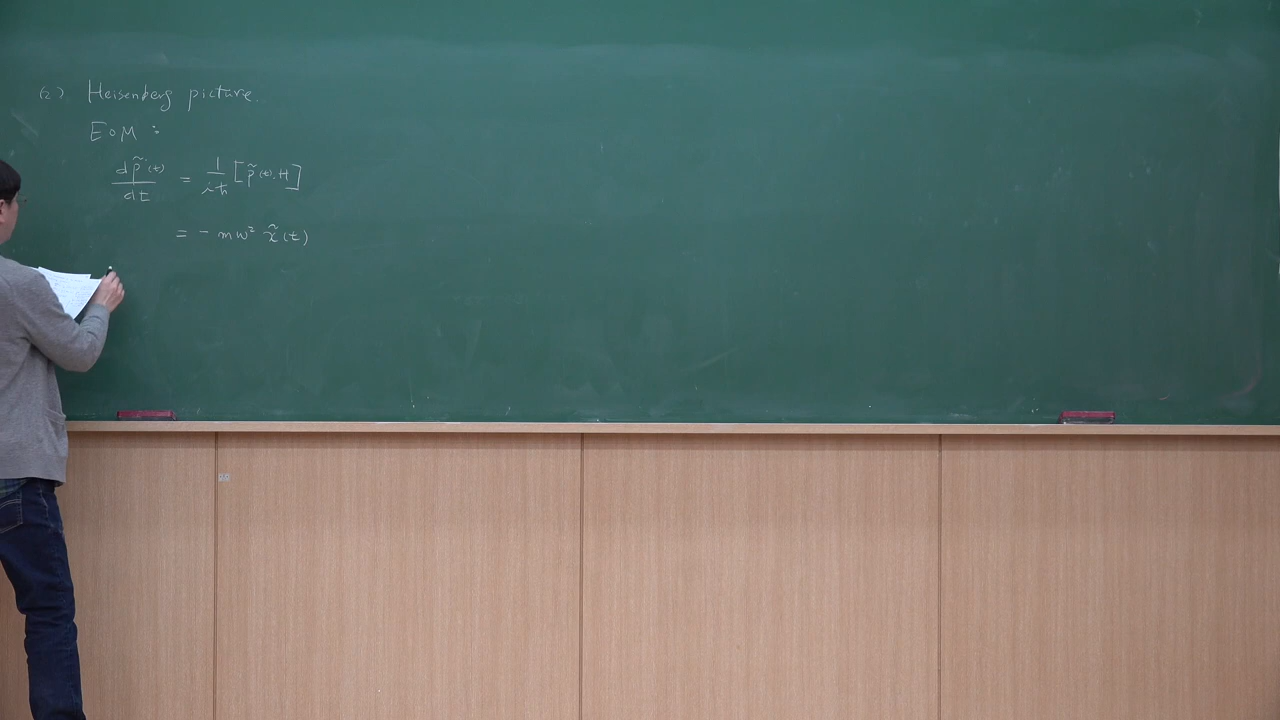 (2) Heisenberg picture.
EoM :
dp̃(t)/dt = 1/iħ [p̃(t), H]
= - mω² x̃(t)